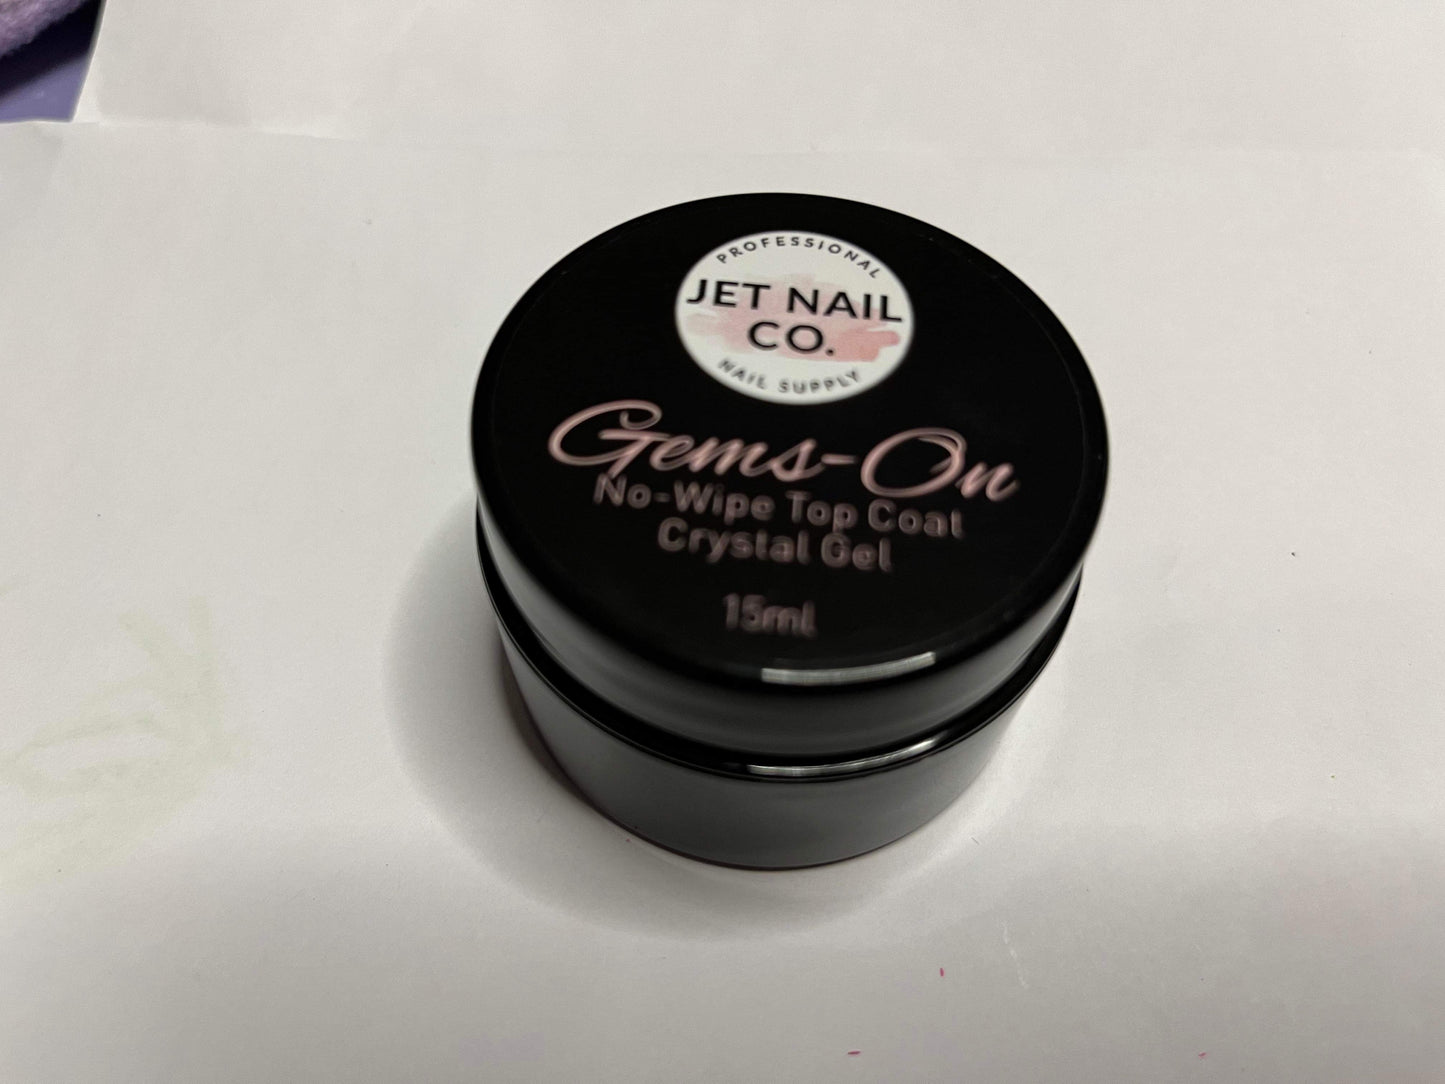 PROFESSIONAL
JET NAIL
CO.
NAIL SUPPLY
Gems-On
No-Wipe Top Coat
Crystal Gel
15ml